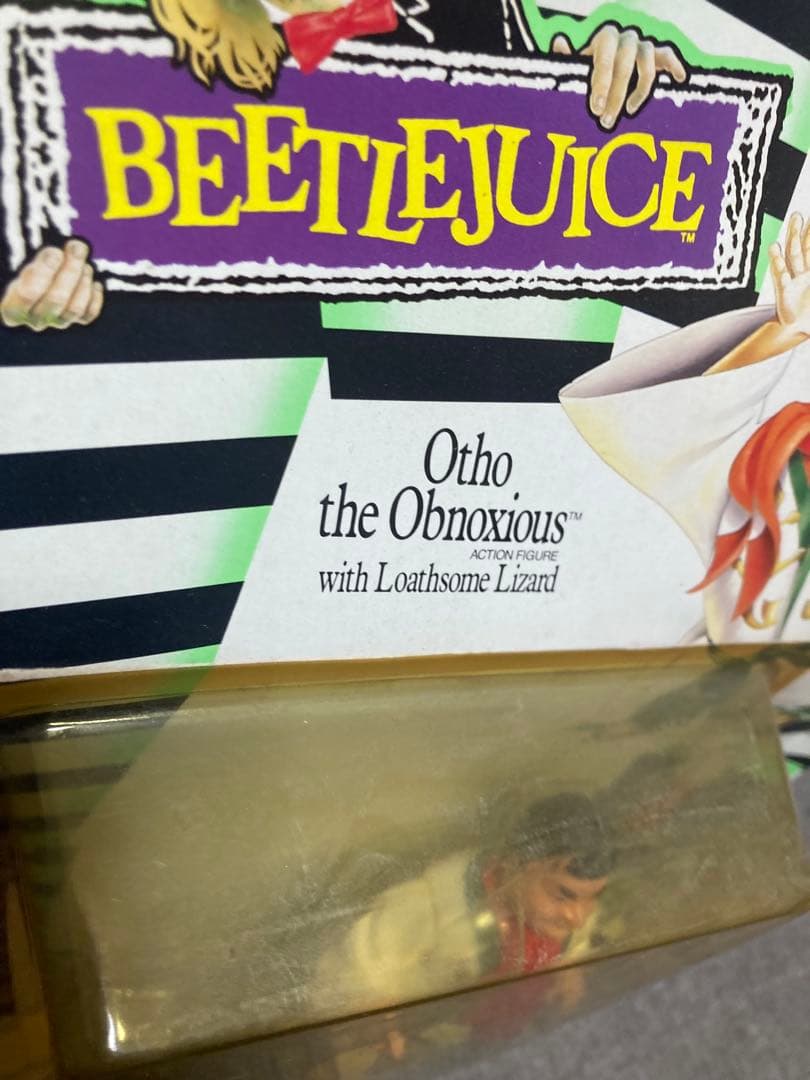 BEETLEJUICE™
Otho
the Obnoxious™
ACTION FIGURE
with Loathsome Lizard